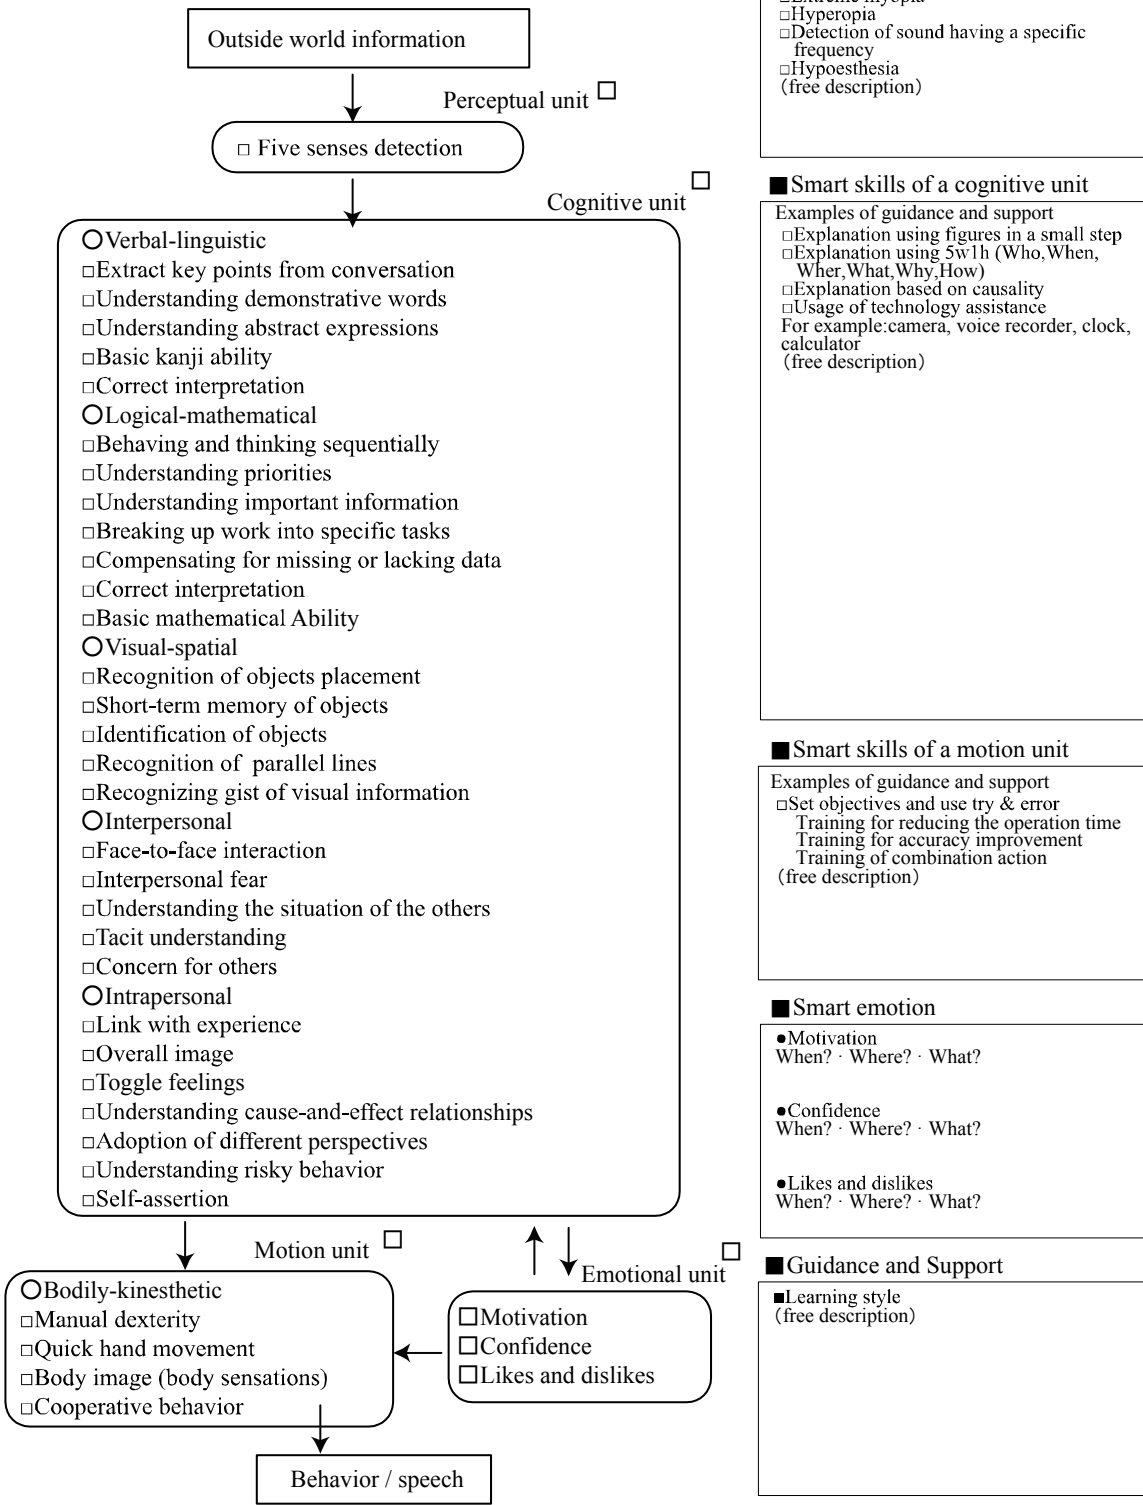 Outside world information
Perceptual unit □
□ Five senses detection
Cognitive unit □
○Verbal-linguistic
□Extract key points from conversation
□Understanding demonstrative words
□Understanding abstract expressions
□Basic kanji ability
□Correct interpretation
○Logical-mathematical
□Behaving and thinking sequentially
□Understanding priorities
□Understanding important information
□Breaking up work into specific tasks
□Compensating for missing or lacking data
□Correct interpretation
□Basic mathematical Ability
○Visual-spatial
□Recognition of objects placement
□Short-term memory of objects
□Identification of objects
□Recognition of parallel lines
□Recognizing gist of visual information
○Interpersonal
□Face-to-face interaction
□Interpersonal fear
□Understanding the situation of the others
□Tacit understanding
□Concern for others
○Intrapersonal
□Link with experience
□Overall image
□Toggle feelings
□Understanding cause-and-effect relationships
□Adoption of different perspectives
□Understanding risky behavior
□Self-assertion
Motion unit □
○Bodily-kinesthetic
□Manual dexterity
□Quick hand movement
□Body image (body sensations)
□Cooperative behavior
Emotional unit □
□Motivation
□Confidence
□Likes and dislikes
Behavior / speech
□Hyperopia
□Detection of sound having a specific
frequency
□Hypoesthesia
(free description)
■Smart skills of a cognitive unit
Examples of guidance and support
□Explanation using figures in a small step
□Explanation using 5w1h (Who,When,
Wher,What,Why,How)
□Explanation based on causality
□Usage of technology assistance
For example:camera, voice recorder, clock,
calculator
(free description)
■Smart skills of a motion unit
Examples of guidance and support
□Set objectives and use try & error
Training for reducing the operation time
Training for accuracy improvement
Training of combination action
(free description)
■Smart emotion
●Motivation
When? · Where? · What?
●Confidence
When? · Where? · What?
●Likes and dislikes
When? · Where? · What?
■Guidance and Support
■Learning style
(free description)